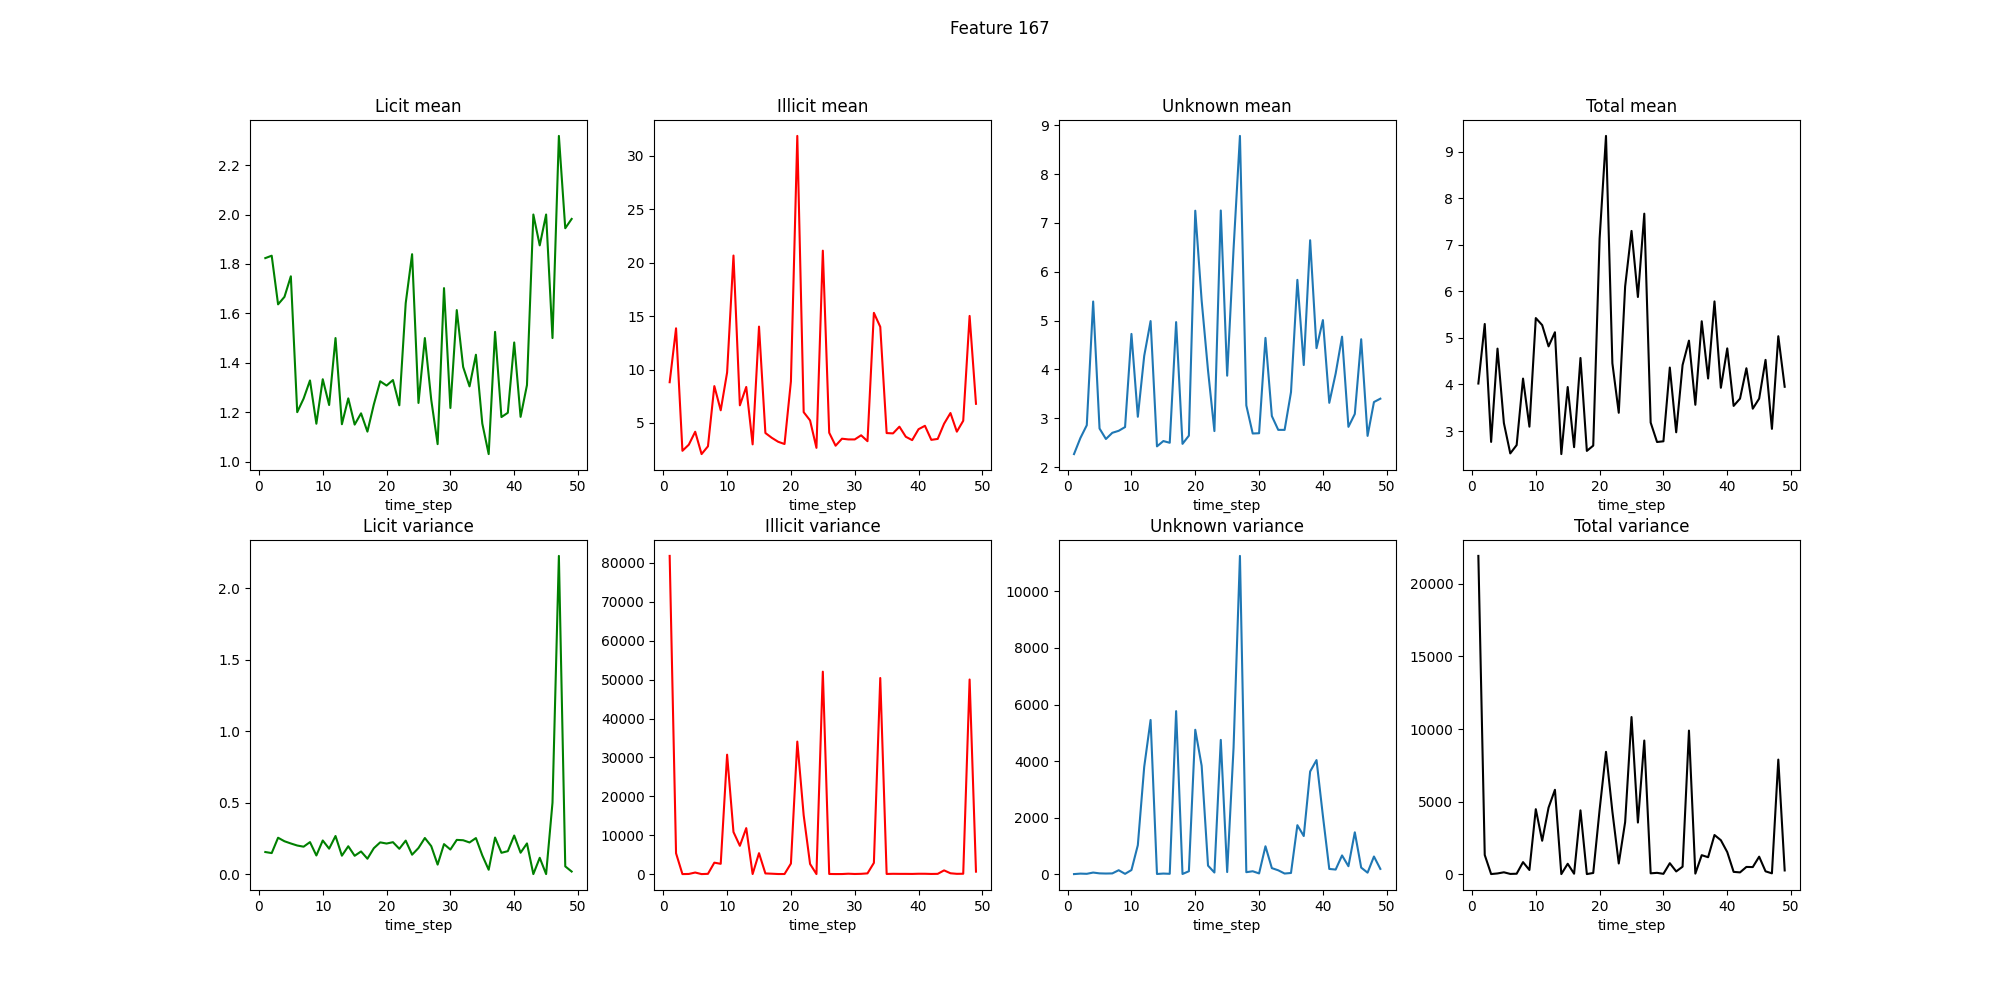 Feature 167
Licit mean
Illicit mean
Unknown mean
Total mean
2.2
2.0
1.8
1.6
1.4
1.2
1.0
0 10 20 30 40 50
time_step
30
25
20
15
10
5
0 10 20 30 40 50
time_step
9
8
7
6
5
4
3
2
0 10 20 30 40 50
time_step
9
8
7
6
5
4
3
0 10 20 30 40 50
time_step
Licit variance
Illicit variance
Unknown variance
Total variance
2.0
1.5
1.0
0.5
0.0
0 10 20 30 40 50
time_step
80000
70000
60000
50000
40000
30000
20000
10000
0
0 10 20 30 40 50
time_step
10000
8000
6000
4000
2000
0
0 10 20 30 40 50
time_step
20000
15000
10000
5000
0
0 10 20 30 40 50
time_step